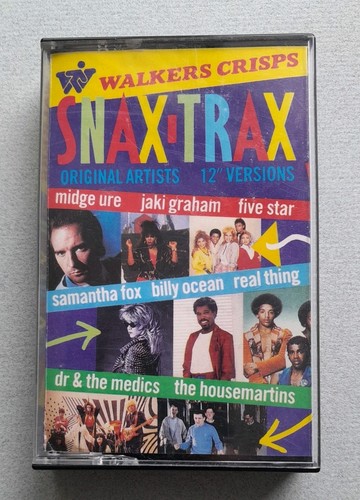 WALKERS CRISPS
SNAX-TRAX
ORIGINAL ARTISTS 12" VERSIONS
midge ure jaki graham five star
samantha fox billy ocean real thing
dr & the medics the housemartins